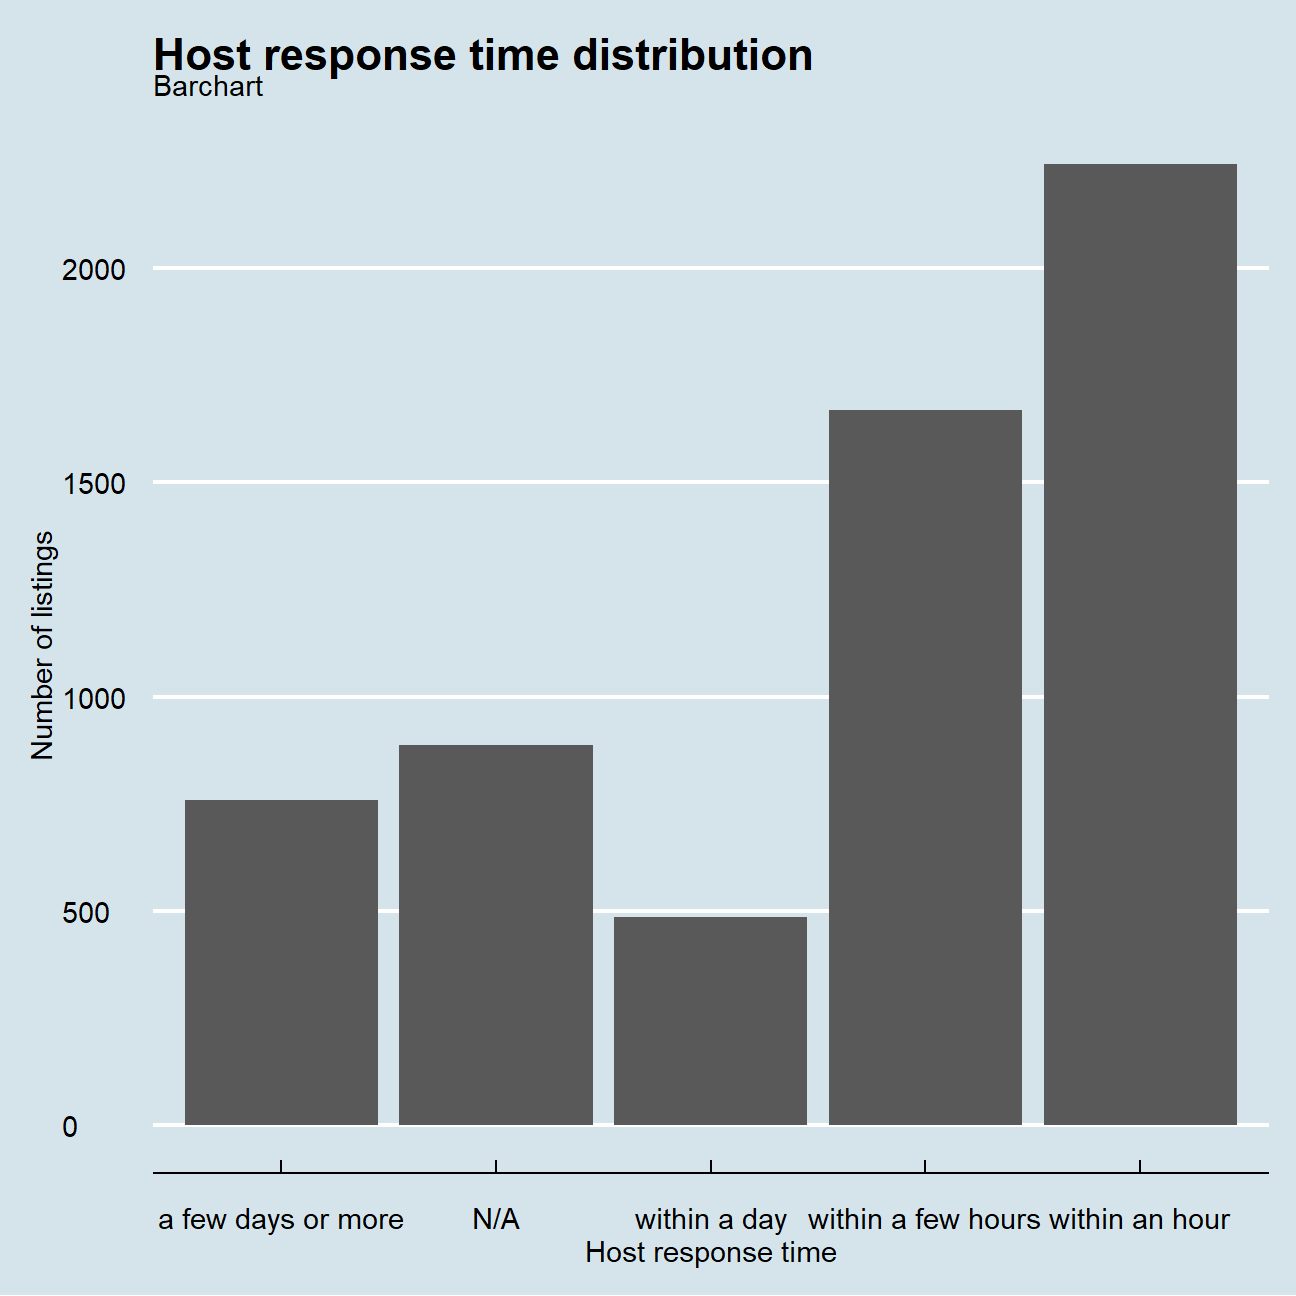 Host response time distribution
Barchart
Number of listings
2000
1500
1000
500
0
a few days or more N/A within a day within a few hours within an hour
Host response time